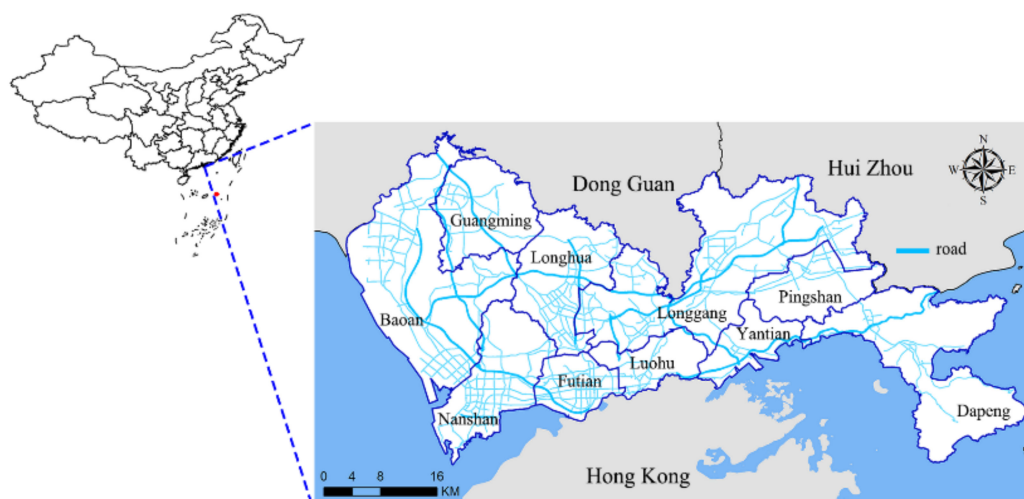 Dong Guan
Hui Zhou
N
W
E
S
Guangming
Longhua
road
Pingshan
Baoan
Longgang
Yantian
Luohu
Futian
Nanshan
Dapeng
Hong Kong
0 4 8 16
KM